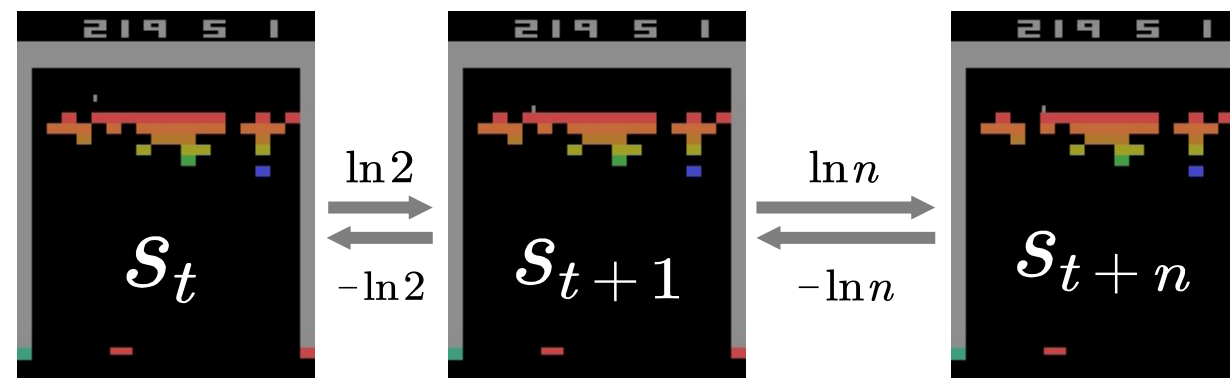 219 5 1
219 5 1
219 5 1
ln 2
ln n
s_t
s_{t+1}
s_{t+n}
-ln 2
-ln n